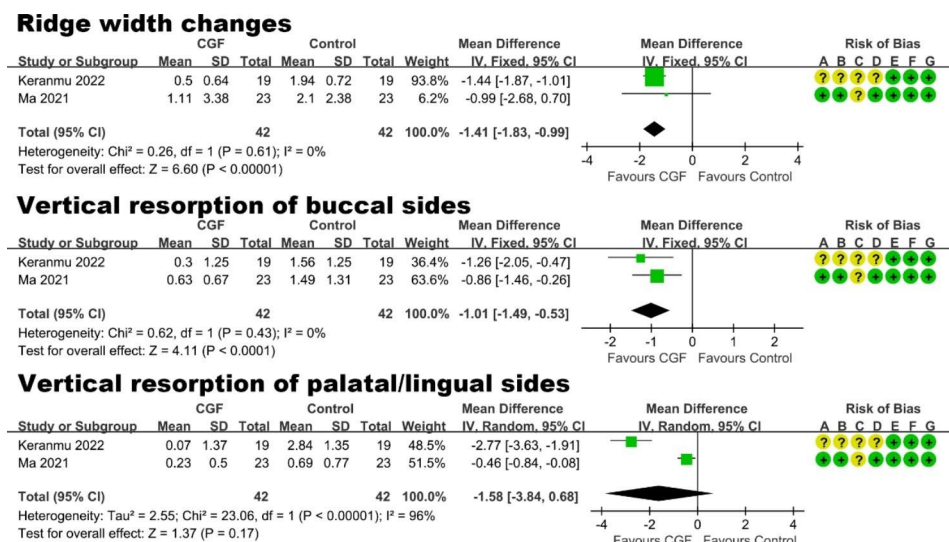 Ridge width changes
CGF Control Mean Difference Mean Difference Risk of Bias
Study or Subgroup Mean SD Total Mean SD Total Weight IV. Fixed. 95% CI IV. Fixed. 95% CI A B C D E F G
Keranmu 2022 0.5 0.64 19 1.94 0.72 19 93.8% -1.44 [-1.87, -1.01] ? ? ? ? + + +
Ma 2021 1.11 3.38 23 2.1 2.38 23 6.2% -0.99 [-2.68, 0.70] + + ? + + + +
Total (95% CI) 42 42 100.0% -1.41 [-1.83, -0.99]
Heterogeneity: Chi² = 0.26, df = 1 (P = 0.61); I² = 0%
-4 -2 0 2 4
Test for overall effect: Z = 6.60 (P < 0.00001)
Favours CGF Favours Control
Vertical resorption of buccal sides
CGF Control Mean Difference Mean Difference Risk of Bias
Study or Subgroup Mean SD Total Mean SD Total Weight IV. Fixed. 95% CI IV. Fixed. 95% CI A B C D E F G
Keranmu 2022 0.3 1.25 19 1.56 1.25 19 36.4% -1.26 [-2.05, -0.47] ? ? ? ? + + +
Ma 2021 0.63 0.67 23 1.49 1.31 23 63.6% -0.86 [-1.46, -0.26] + + ? + + + +
Total (95% CI) 42 42 100.0% -1.01 [-1.49, -0.53]
Heterogeneity: Chi² = 0.62, df = 1 (P = 0.43); I² = 0%
-2 -1 0 1 2
Test for overall effect: Z = 4.11 (P < 0.0001)
Favours CGF Favours Control
Vertical resorption of palatal/lingual sides
CGF Control Mean Difference Mean Difference Risk of Bias
Study or Subgroup Mean SD Total Mean SD Total Weight IV. Random. 95% CI IV. Random. 95% CI A B C D E F G
Keranmu 2022 0.07 1.37 19 2.84 1.35 19 48.5% -2.77 [-3.63, -1.91] ? ? ? ? + + +
Ma 2021 0.23 0.5 23 0.69 0.77 23 51.5% -0.46 [-0.84, -0.08] + + ? + + + +
Total (95% CI) 42 42 100.0% -1.58 [-3.84, 0.68]
Heterogeneity: Tau² = 2.55; Chi² = 23.06, df = 1 (P < 0.00001); I² = 96%
-4 -2 0 2 4
Test for overall effect: Z = 1.37 (P = 0.17)
Favours CGF Favours Control